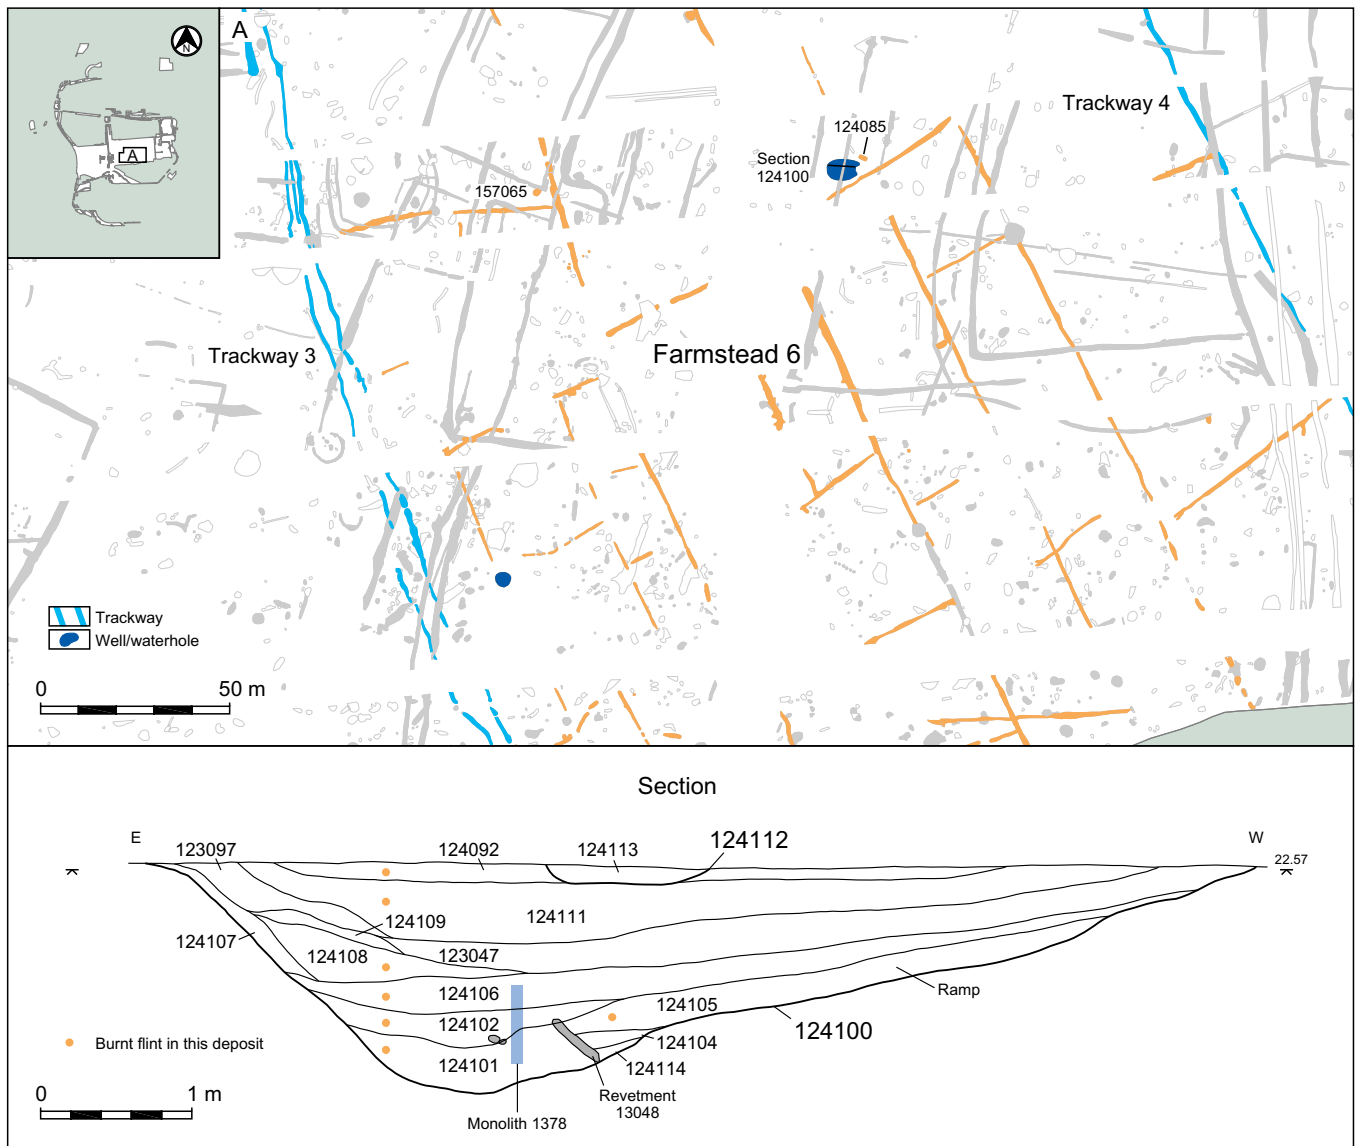 N
A
A
Trackway 4
124085
Section
124100
157065
Trackway 3
Farmstead 6
Trackway
Well/waterhole
0
50 m
Section
E
W
123097
124092
124113
124112
22.57
124109
124111
124107
124108
123047
124106
124105
Ramp
124102
124100
Burnt flint in this deposit
124104
124101
124114
0
1 m
Revetment
13048
Monolith 1378